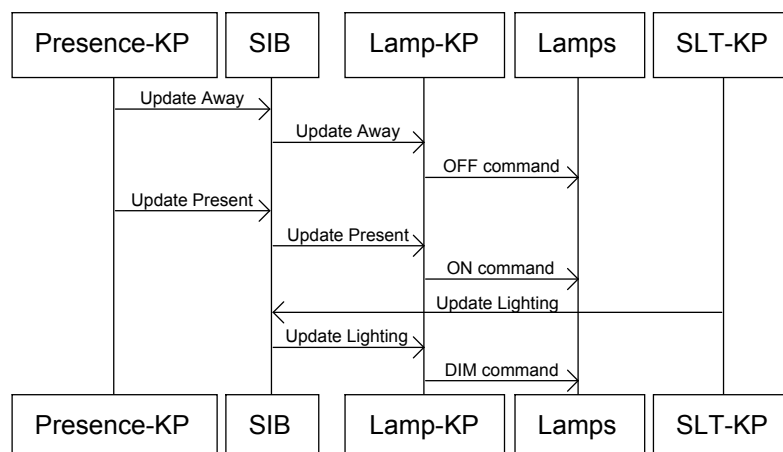 Presence-KP
SIB
Lamp-KP
Lamps
SLT-KP
Update Away
Update Away
OFF command
Update Present
Update Present
ON command
Update Lighting
Update Lighting
DIM command
Presence-KP
SIB
Lamp-KP
Lamps
SLT-KP